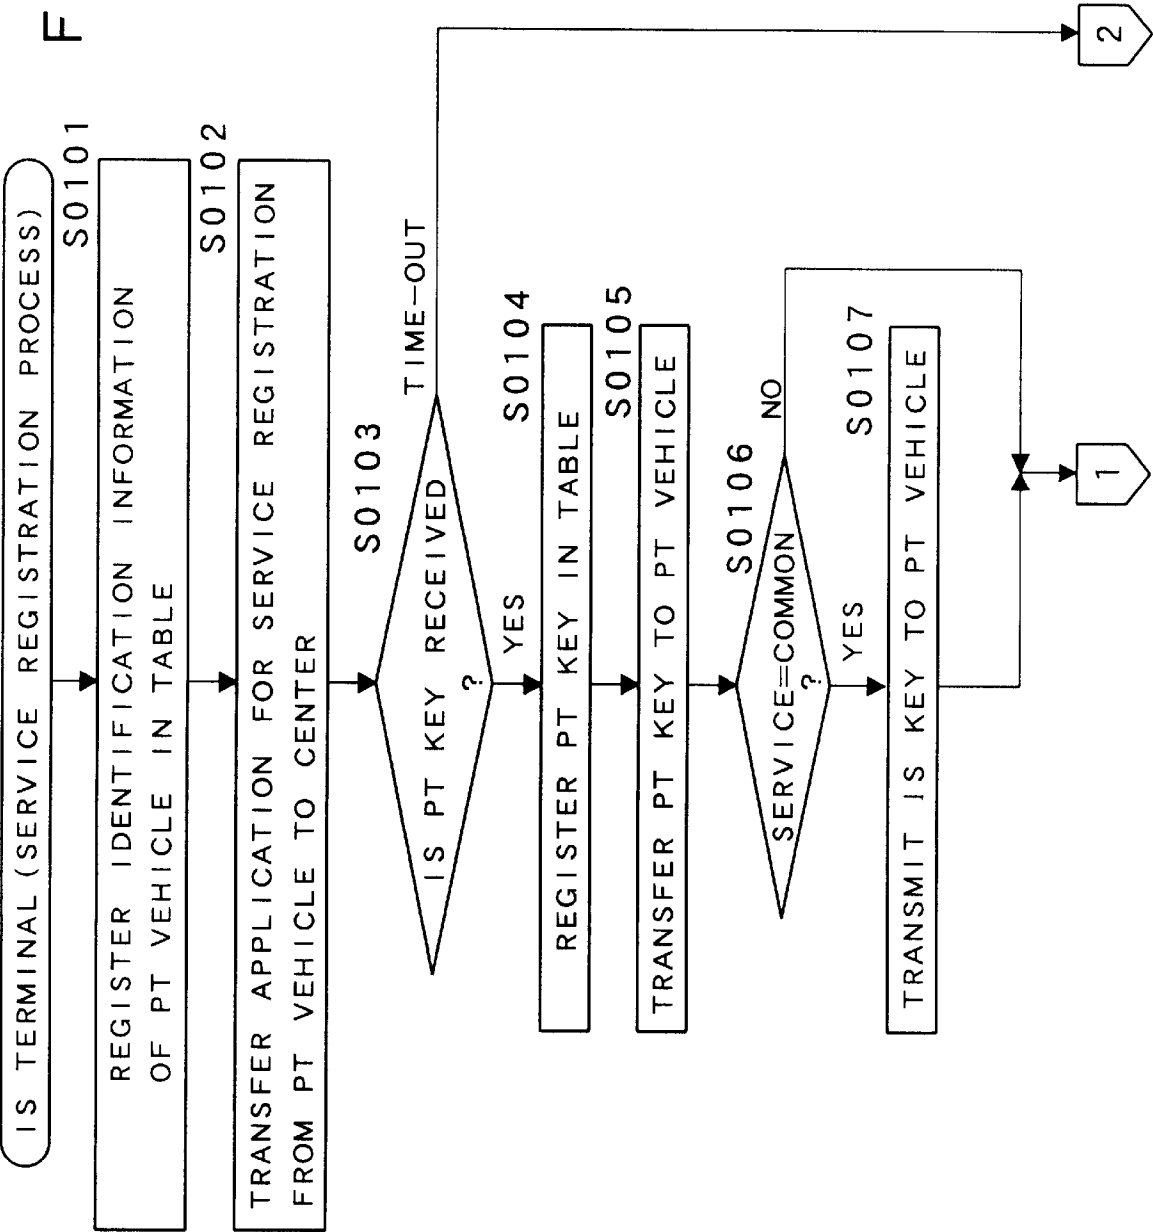 F
IS TERMINAL (SERVICE REGISTRATION PROCESS)
S0101
REGISTER IDENTIFICATION INFORMATION
OF PT VEHICLE IN TABLE
S0102
TRANSFER APPLICATION FOR SERVICE REGISTRATION
FROM PT VEHICLE TO CENTER
S0103
IS PT KEY RECEIVED
?
TIME-OUT
YES
S0104
REGISTER PT KEY IN TABLE
S0105
TRANSFER PT KEY TO PT VEHICLE
S0106
SERVICE=COMMON
?
NO
YES
S0107
TRANSMIT IS KEY TO PT VEHICLE
1
2